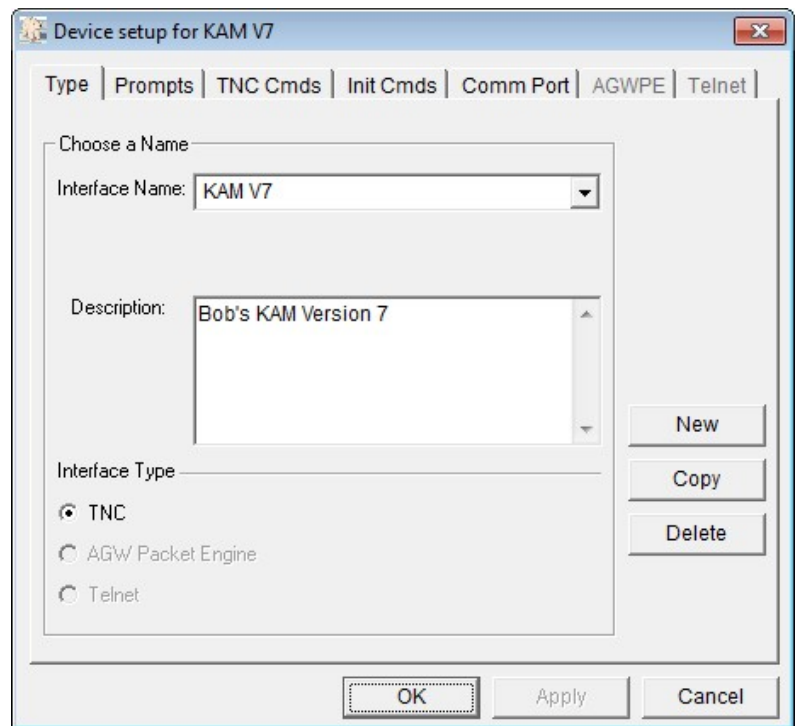 Device setup for KAM V7
Type Prompts TNC Cmds Init Cmds Comm Port AGWPE Telnet
Choose a Name
Interface Name: KAM V7
Description: Bob's KAM Version 7
New
Interface Type
Copy
TNC
Delete
AGW Packet Engine
Telnet
OK Apply Cancel